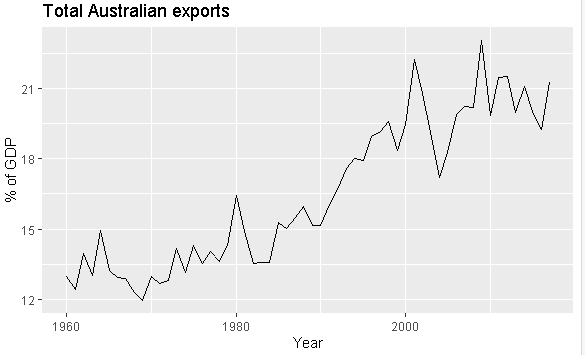 Total Australian exports
% of GDP
21
18
15
12
1960
1980
2000
Year